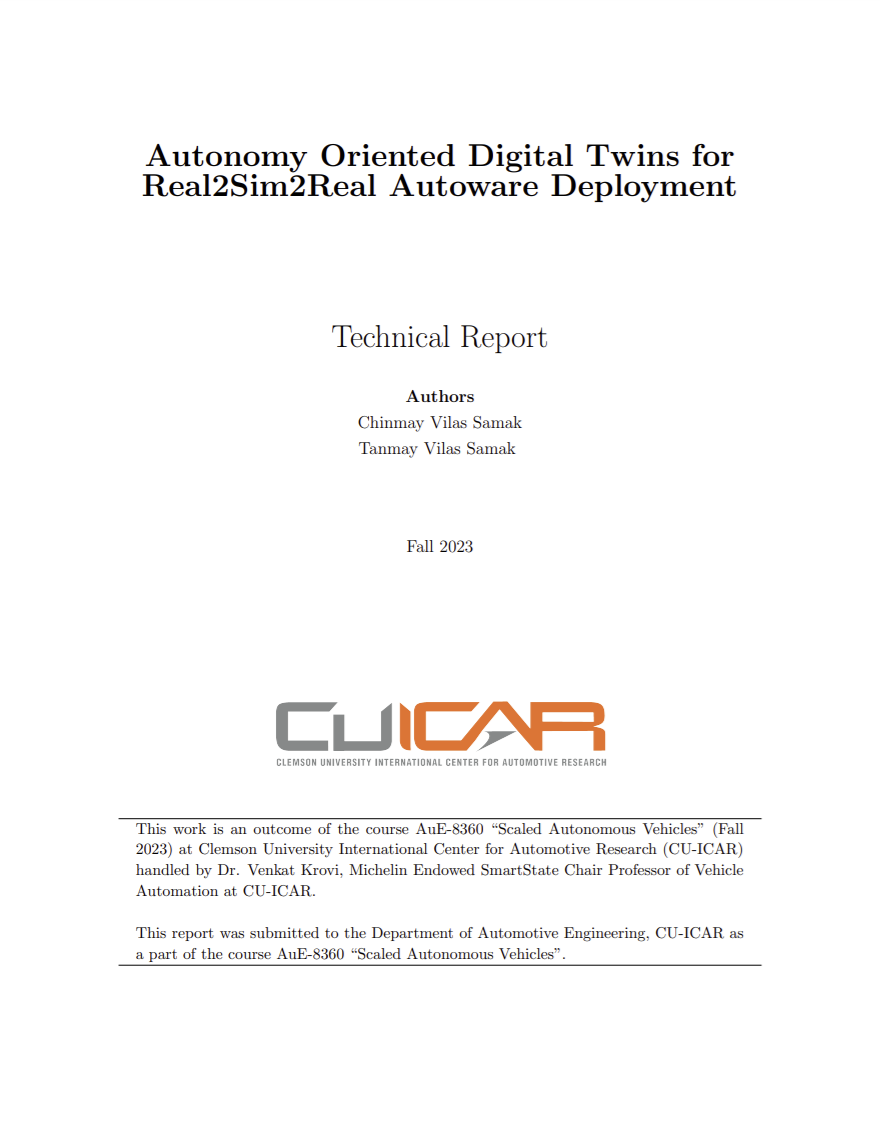 Autonomy Oriented Digital Twins for
Real2Sim2Real Autoware Deployment
Technical Report
Authors
Chinmay Vilas Samak
Tanmay Vilas Samak
Fall 2023
CUICAR
CLEMSON UNIVERSITY INTERNATIONAL CENTER FOR AUTOMOTIVE RESEARCH
This work is an outcome of the course AuE-8360 “Scaled Autonomous Vehicles” (Fall
2023) at Clemson University International Center for Automotive Research (CU-ICAR)
handled by Dr. Venkat Krovi, Michelin Endowed SmartState Chair Professor of Vehicle
Automation at CU-ICAR.
This report was submitted to the Department of Automotive Engineering, CU-ICAR as
a part of the course AuE-8360 “Scaled Autonomous Vehicles”.